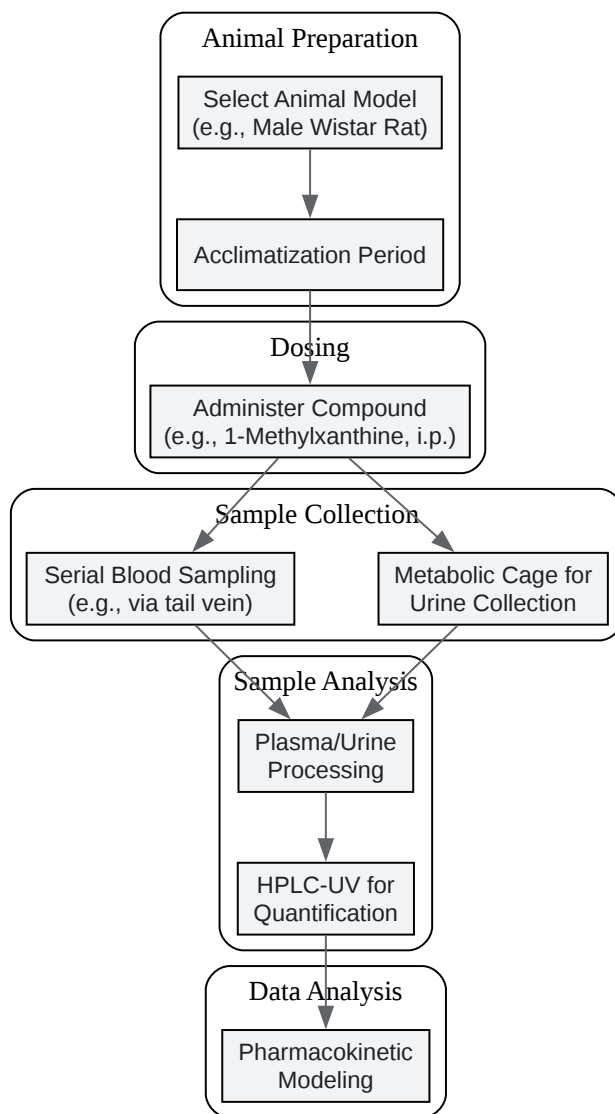 Animal Preparation
Select Animal Model
(e.g., Male Wistar Rat)
Acclimatization Period
Dosing
Administer Compound
(e.g., 1-Methylxanthine, i.p.)
Sample Collection
Serial Blood Sampling
(e.g., via tail vein)
Metabolic Cage for
Urine Collection
Sample Analysis
Plasma/Urine
Processing
HPLC-UV for
Quantification
Data Analysis
Pharmacokinetic
Modeling